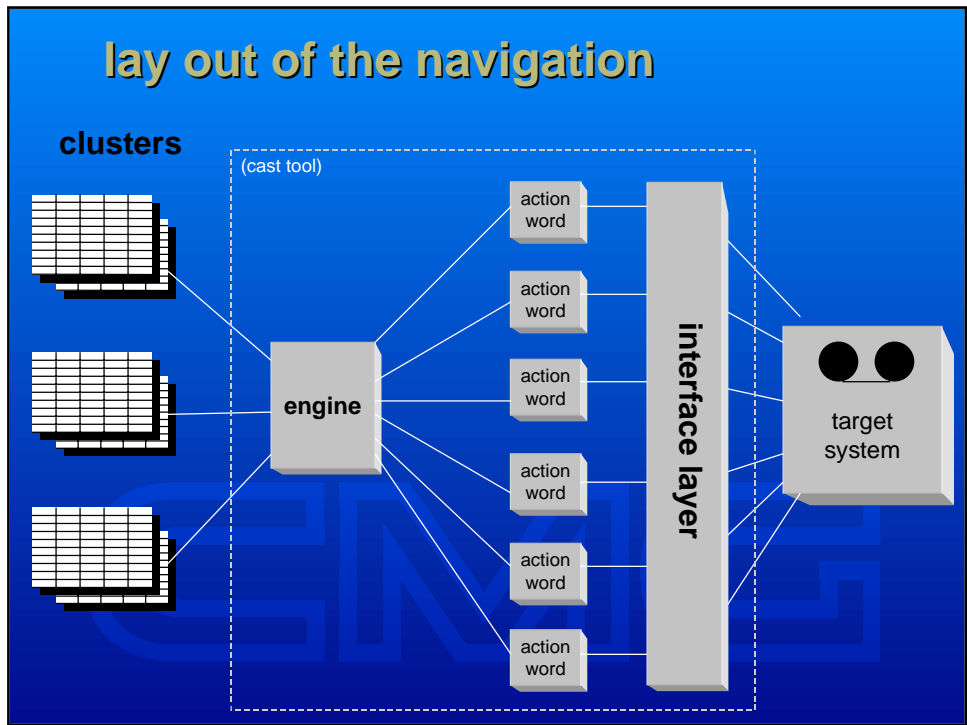 lay out of the navigation
clusters
(cast tool)
action
word
action
word
action
word
action
word
action
word
action
word
engine
interface layer
target
system
CMG